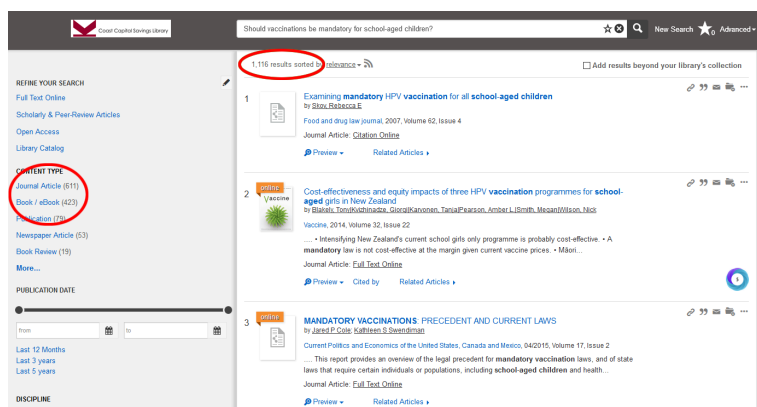 Coast Capital Savings Library
Should vaccinations be mandatory for school-aged children?
New Search
0
Advanced
1,116 results sorted by relevance
Add results beyond your library's collection
REFINE YOUR SEARCH
Full Text Online
Scholarly & Peer-Review Articles
Open Access
Library Catalog
CONTENT TYPE
Journal Article (611)
Book / eBook (423)
Publication (79)
Newspaper Article (53)
Book Review (19)
More...
PUBLICATION DATE
from
to
Last 12 Months
Last 3 years
Last 5 years
DISCIPLINE
1
Examining mandatory HPV vaccination for all school-aged children
by Skov, Rebecca E
Food and drug law journal, 2007, Volume 62, Issue 4
Journal Article: Citation Online
Preview
Related Articles
2
online
Vaccine
Cost-effectiveness and equity impacts of three HPV vaccination programmes for school-
aged girls in New Zealand
by Blakely, Tony|Kvizhinadze, Giorgi|Karvonen, Tanja|Pearson, Amber L.|Smith, Megan|Wilson, Nick
Vaccine, 2014, Volume 32, Issue 22
.... • Intensifying New Zealand's current school girls only programme is probably cost-effective. • A
mandatory law is not cost-effective at the margin given current vaccine prices. • Māori...
Journal Article: Full Text Online
Preview
Cited by
Related Articles
3
online
MANDATORY VACCINATIONS: PRECEDENT AND CURRENT LAWS
by Jared P Cole; Kathleen S Swendiman
Current Politics and Economics of the United States, Canada and Mexico, 04/2015, Volume 17, Issue 2
.... This report provides an overview of the legal precedent for mandatory vaccination laws, and of state
laws that require certain individuals or populations, including school-aged children and health...
Journal Article: Full Text Online
Preview
Related Articles